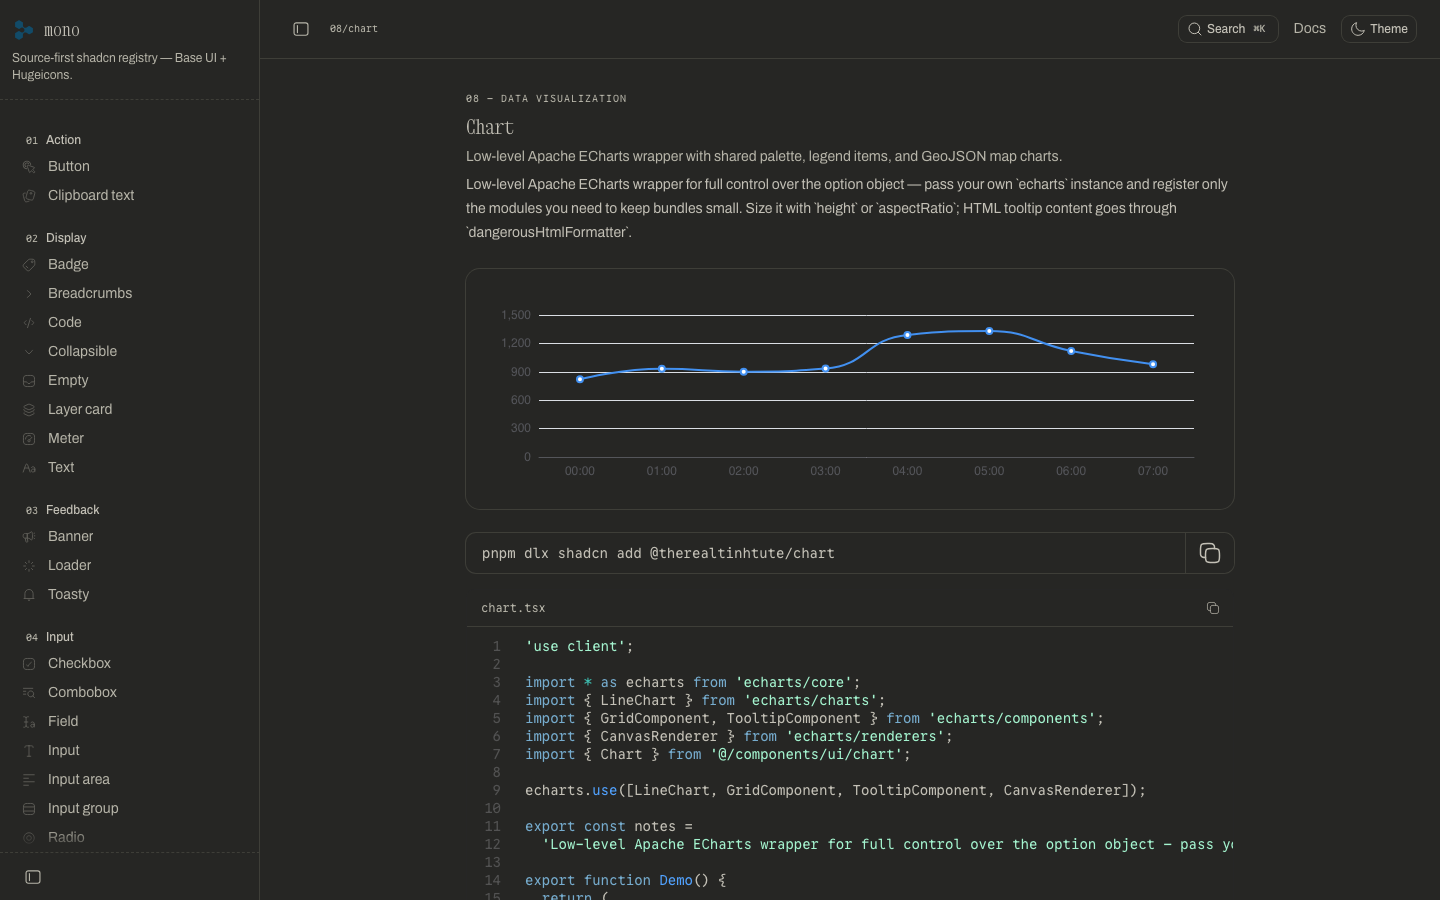 mono
Source-first shadcn registry — Base UI +
Hugeicons.
01 Action
Button
Clipboard text
02 Display
Badge
Breadcrumbs
Code
Collapsible
Empty
Layer card
Meter
Text
03 Feedback
Banner
Loader
Toasty
04 Input
Checkbox
Combobox
Field
Input
Input area
Input group
Radio
08/chart
Search ⌘K
Docs
Theme
08 — DATA VISUALIZATION
Chart
Low-level Apache ECharts wrapper with shared palette, legend items, and GeoJSON map charts.
Low-level Apache ECharts wrapper for full control over the option object — pass your own `echarts` instance and register only
the modules you need to keep bundles small. Size it with `height` or `aspectRatio`; HTML tooltip content goes through
`dangerousHtmlFormatter`.
1,500
1,200
900
600
300
0
00:00 01:00 02:00 03:00 04:00 05:00 06:00 07:00
pnpm dlx shadcn add @therealtinhtute/chart
chart.tsx
1 'use client';
2
3 import * as echarts from 'echarts/core';
4 import { LineChart } from 'echarts/charts';
5 import { GridComponent, TooltipComponent } from 'echarts/components';
6 import { CanvasRenderer } from 'echarts/renderers';
7 import { Chart } from '@/components/ui/chart';
8
9 echarts.use([LineChart, GridComponent, TooltipComponent, CanvasRenderer]);
10
11 export const notes =
12 'Low-level Apache ECharts wrapper for full control over the option object — pass yo
13
14 export function Demo() {
15 return (